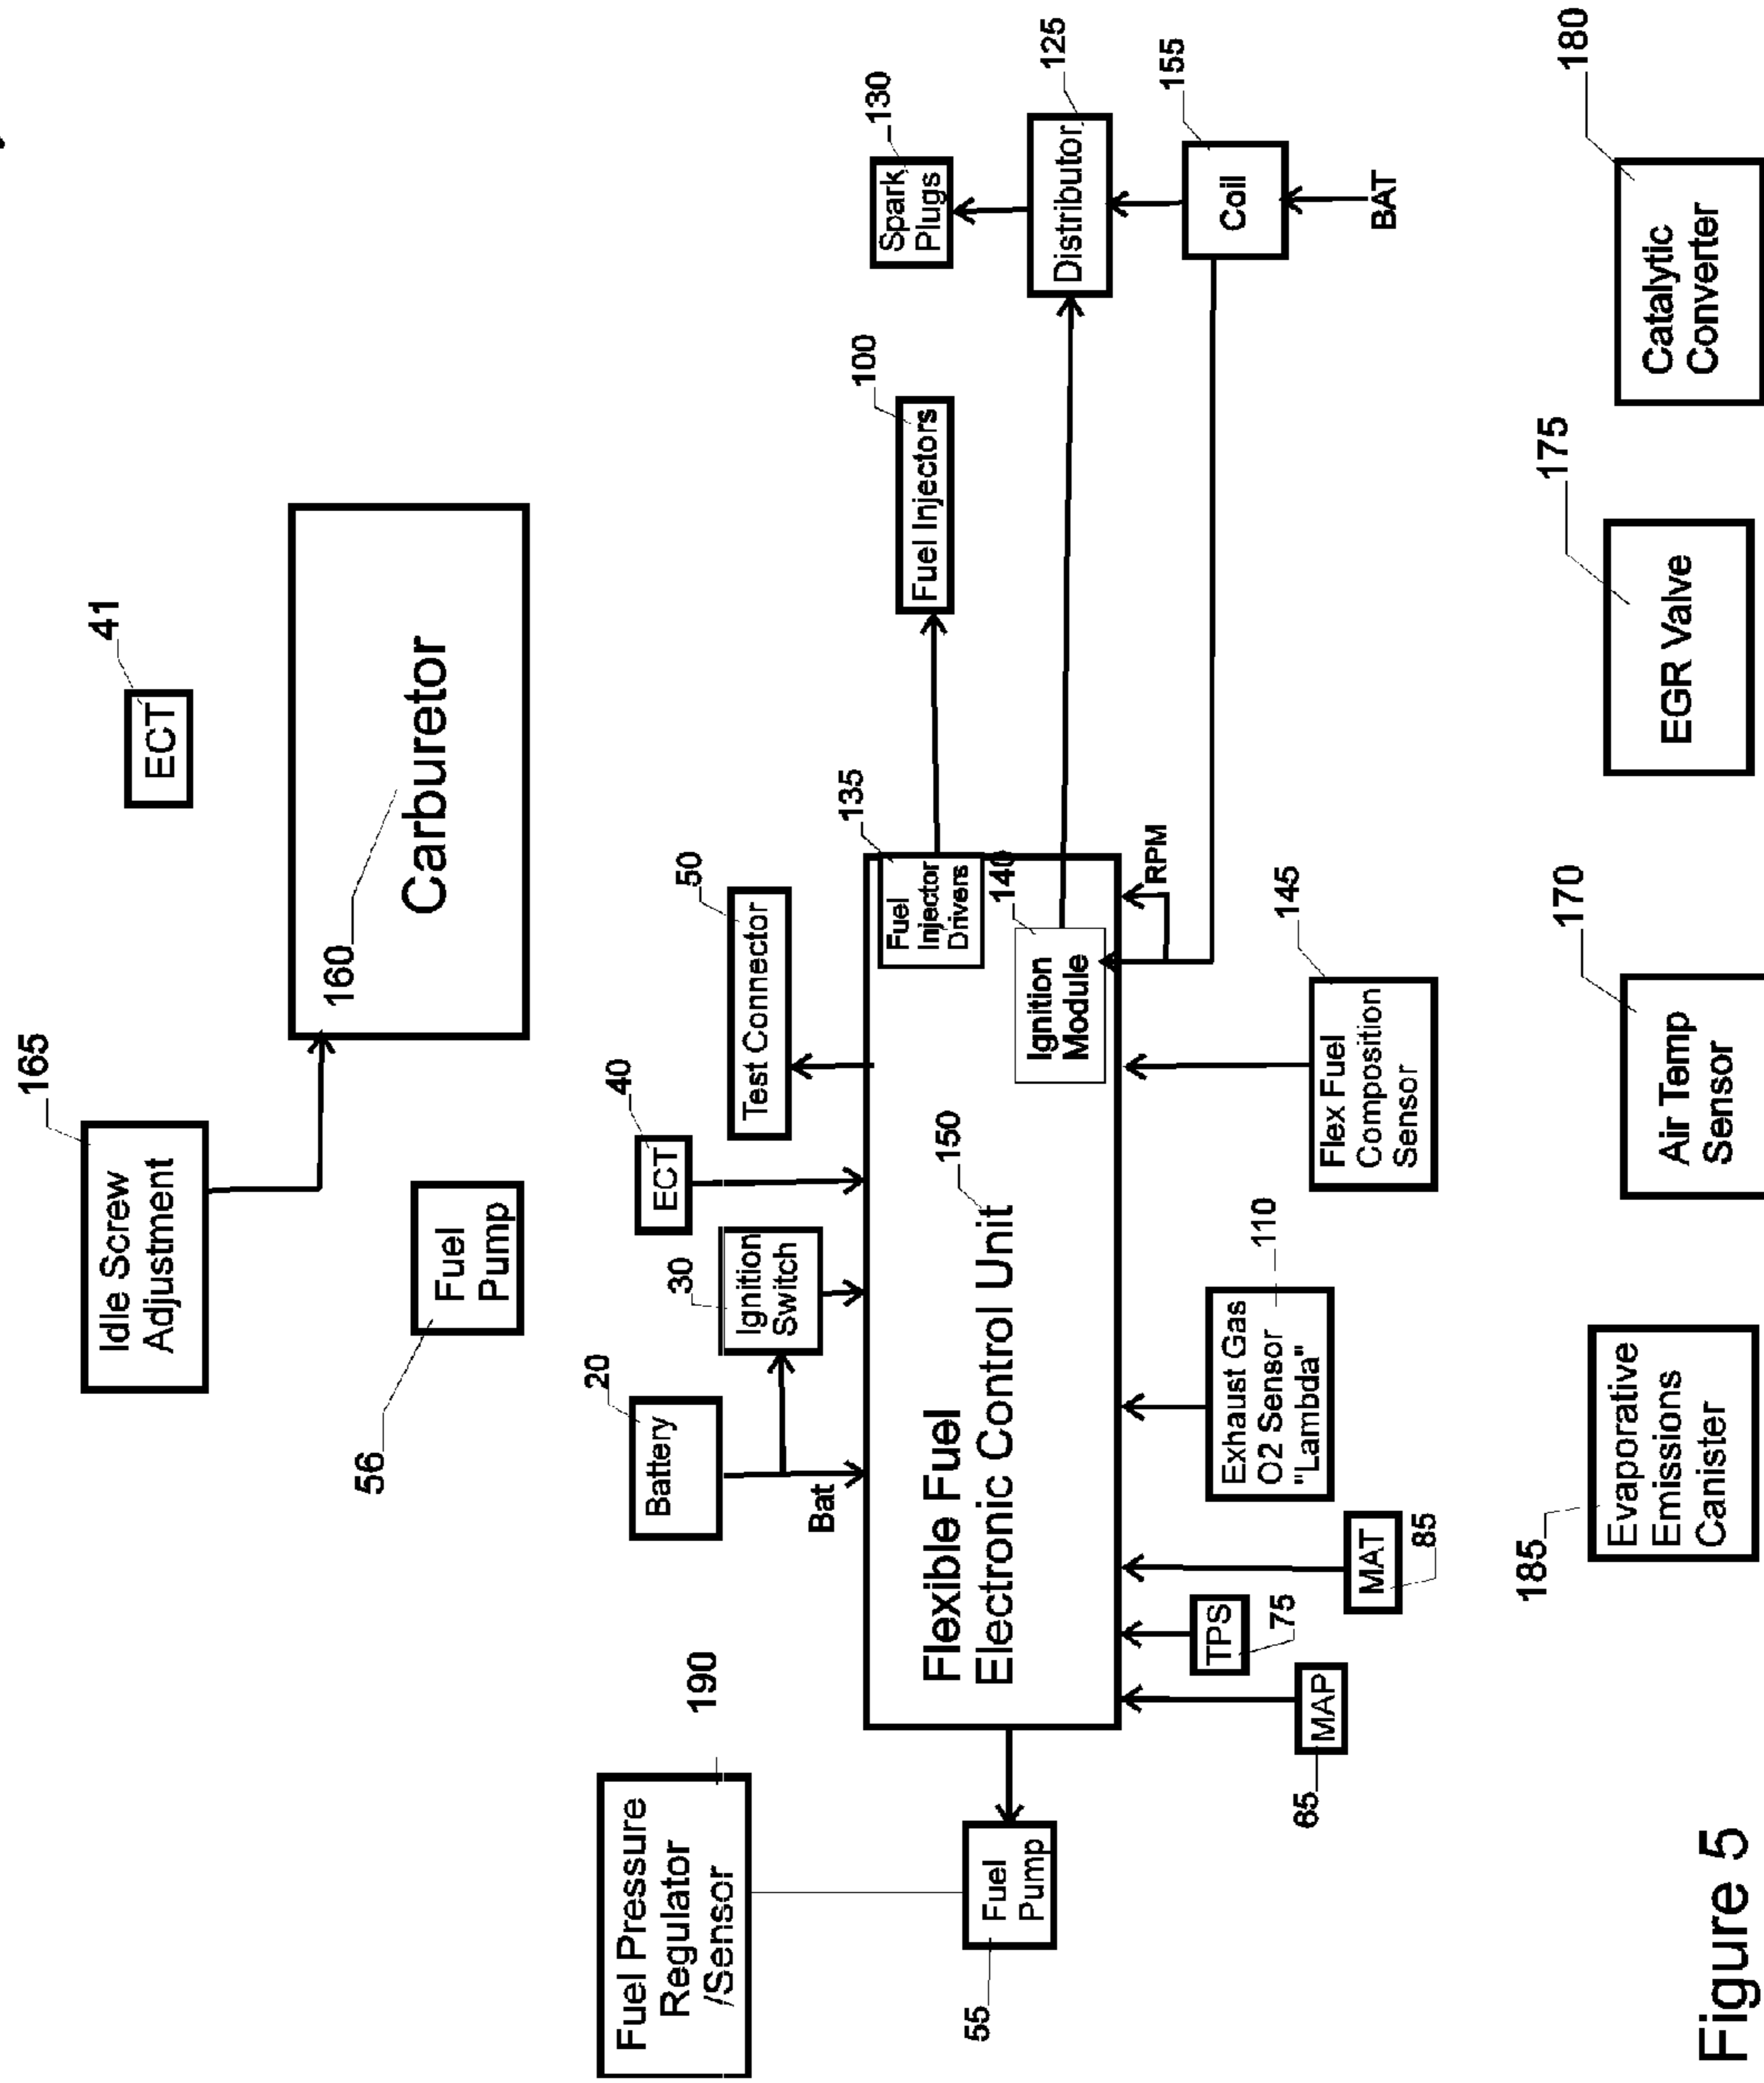 165
Idle Screw
Adjustment
41
ECT
56
Fuel
Pump
160
Carburetor
190
Fuel Pressure
Regulator
/Sensor
20
Battery
Bat
30
Ignition
Switch
40
ECT
50
Test Connector
135
Fuel
Injector
Drivers
100
Fuel Injectors
130
Spark
Plugs
125
Distributor
155
Coil
BAT
55
Fuel
Pump
Flexible Fuel
Electronic Control Unit
150
140
Ignition
Module
RPM
65
MAP
TPS
75
MAT
85
Exhaust Gas
O2 Sensor
"Lambda"
110
Flex Fuel
Composition
Sensor
145
185
Evaporative
Emissions
Canister
170
Air Temp
Sensor
175
EGR Valve
180
Catalytic
Converter
Figure 5